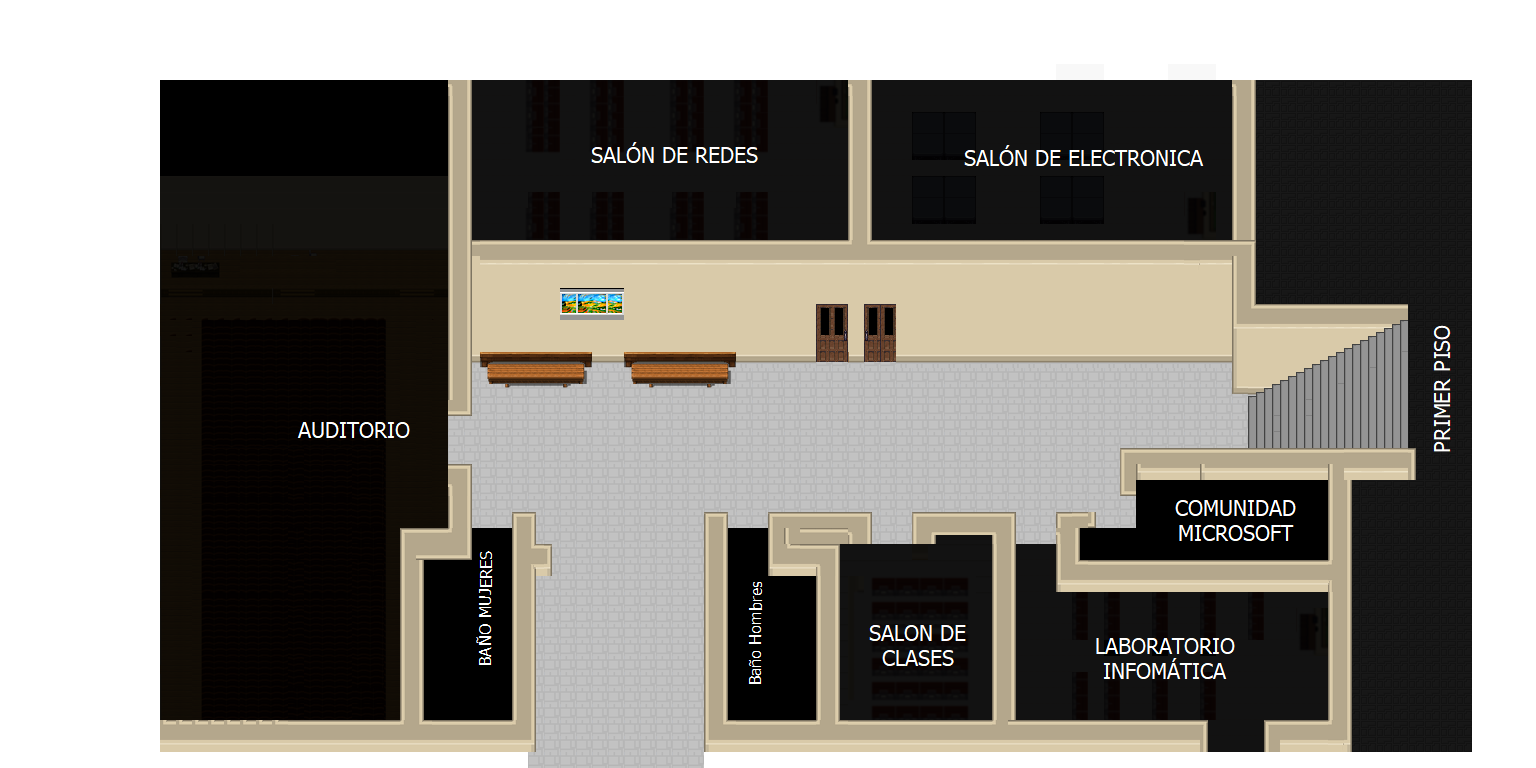 SALÓN DE REDES
SALÓN DE ELECTRONICA
AUDITORIO
PRIMER PISO
COMUNIDAD
MICROSOFT
BAÑO MUJERES
Baño Hombres
SALON DE
CLASES
LABORATORIO
INFOMÁTICA